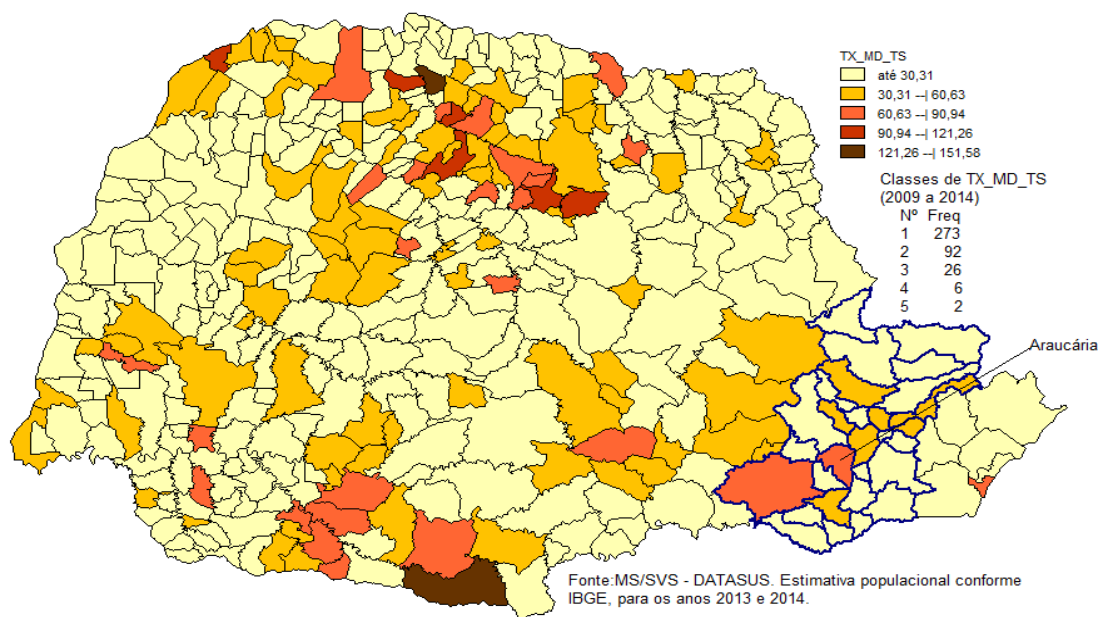 TX_MD_TS
até 30,31
30,31 --| 60,63
60,63 --| 90,94
90,94 --| 121,26
121,26 --| 151,58
Classes de TX_MD_TS
(2009 a 2014)
Nº Freq
1 273
2 92
3 26
4 6
5 2
Araucária
Fonte:MS/SVS - DATASUS. Estimativa populacional conforme
IBGE, para os anos 2013 e 2014.